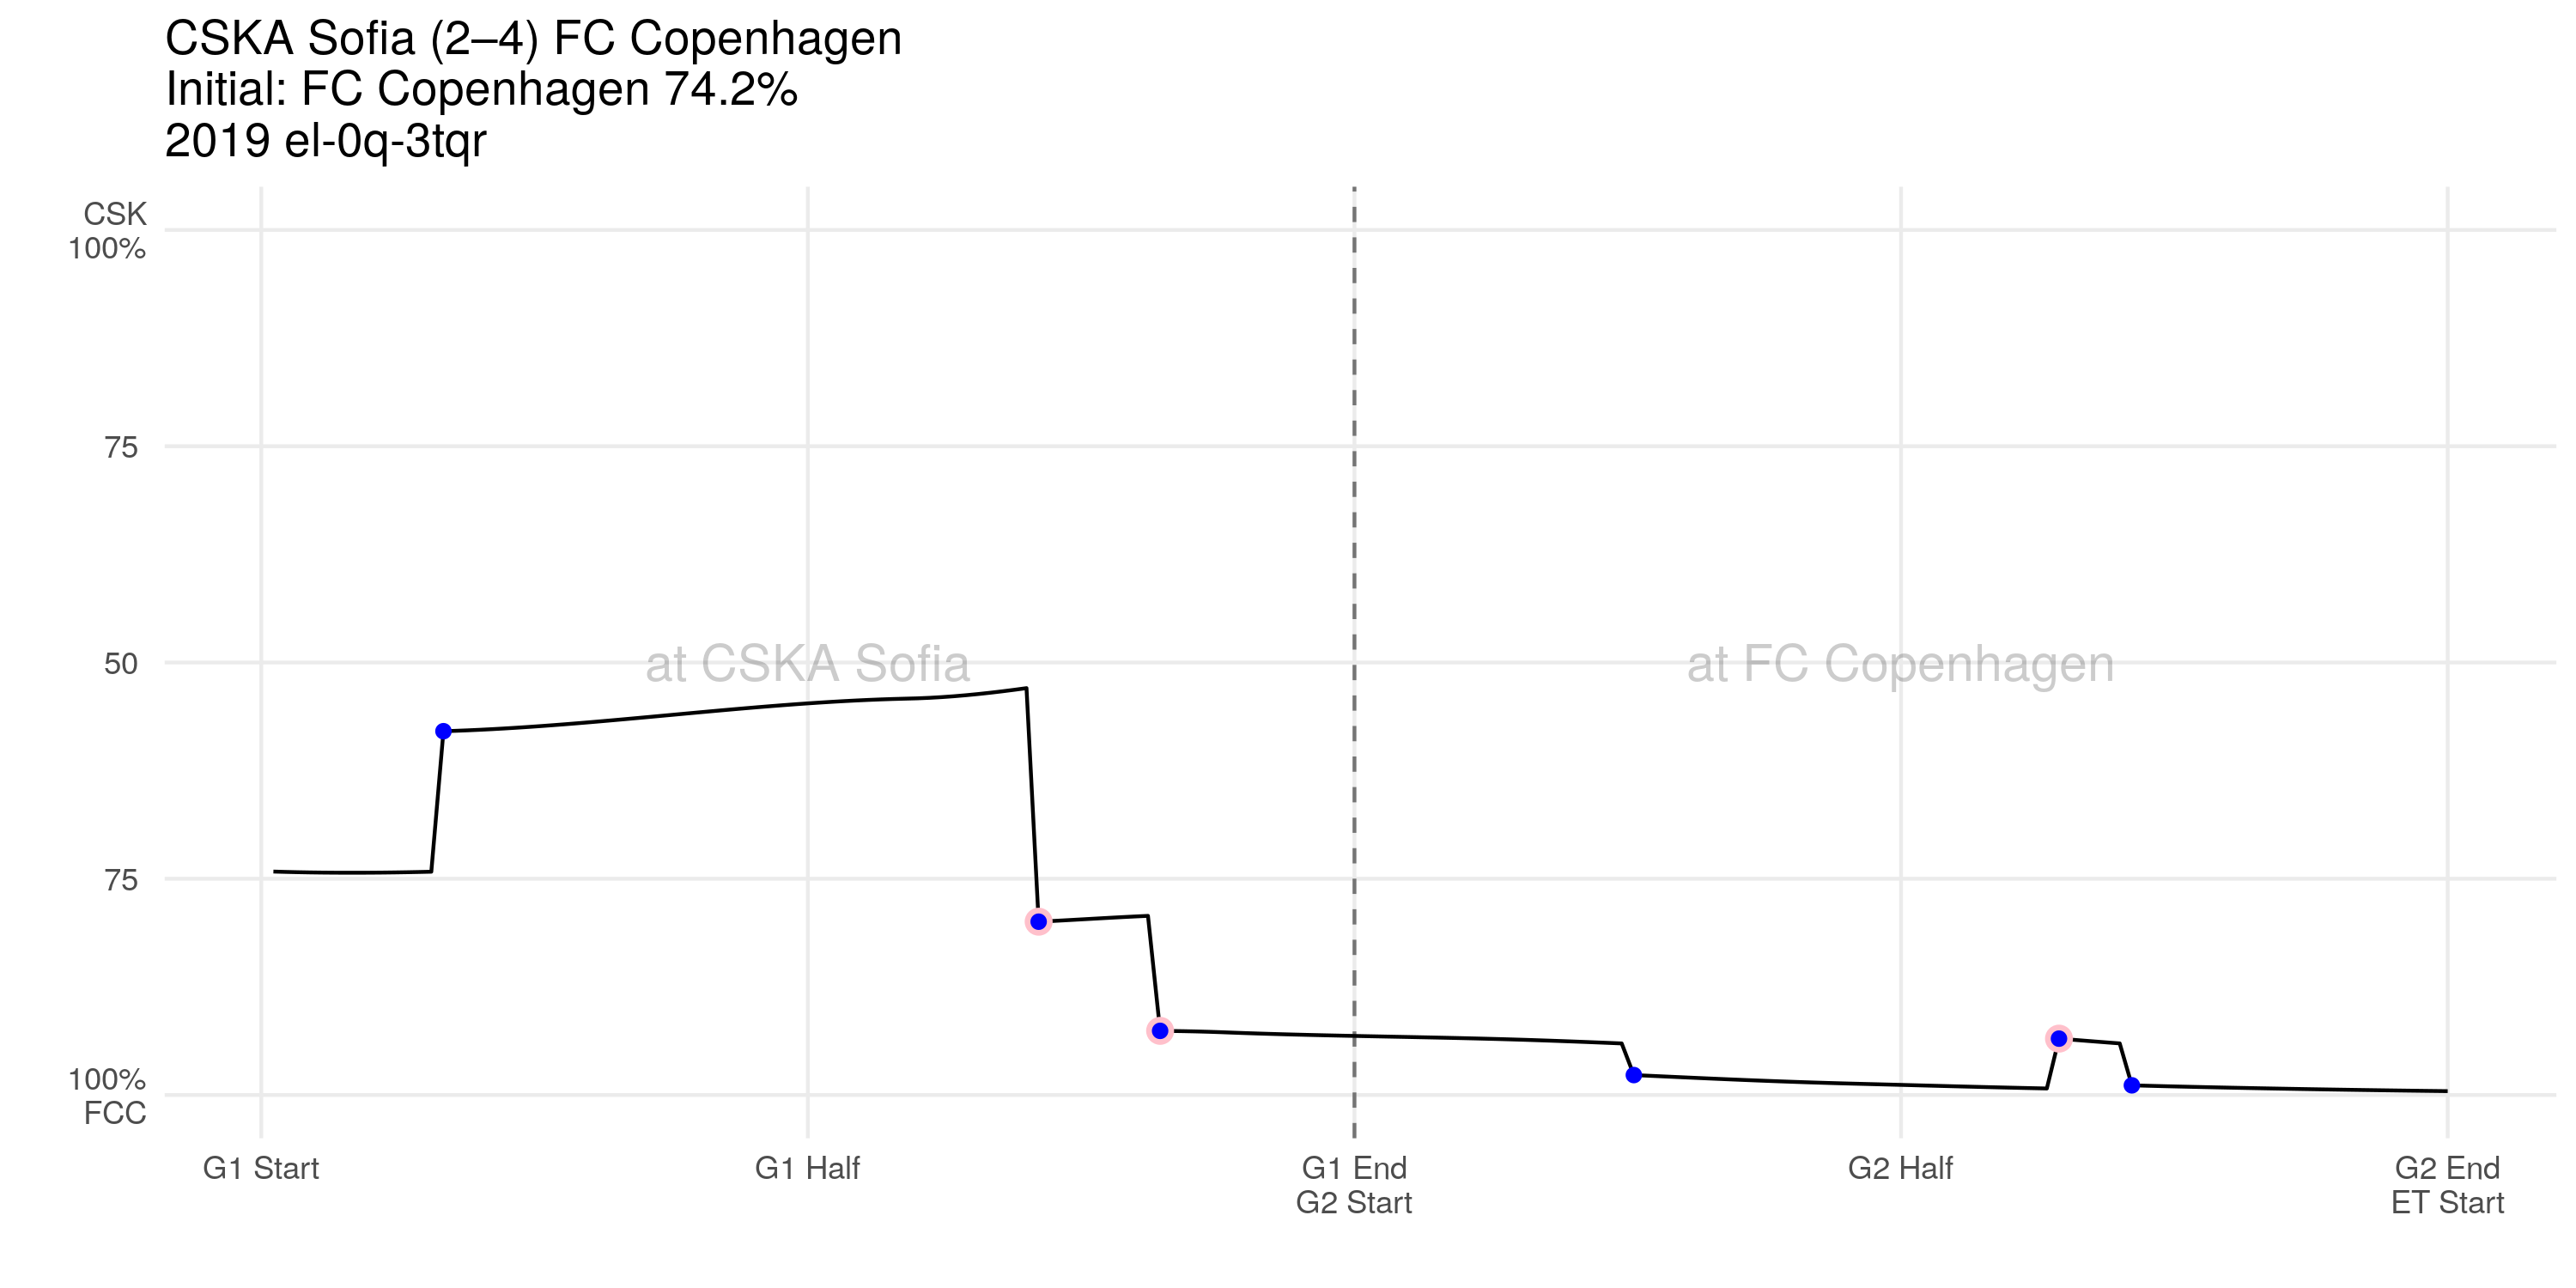 CSKA Sofia (2–4) FC Copenhagen
Initial: FC Copenhagen 74.2%
2019 el-0q-3tqr
CSK
100%
75
50
75
100%
FCC
at CSKA Sofia
at FC Copenhagen
G1 Start
G1 Half
G1 End
G2 Start
G2 Half
G2 End
ET Start